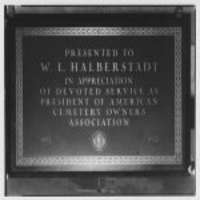 PRESENTED TO
W. L. HALBERSTADT
IN APPRECIATION
OF DEVOTED SERVICE AS
PRESIDENT OF AMERICAN
CEMETERY OWNERS
ASSOCIATION